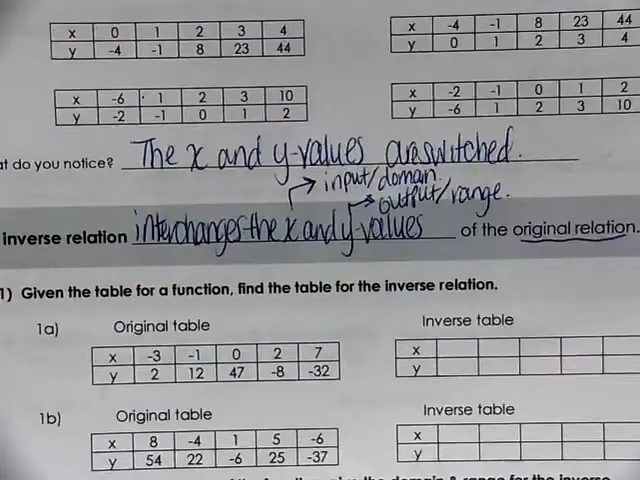 x 0 1 2 3 4
y -4 -1 8 23 44
x -4 -1 8 23 44
y 0 1 2 3 4
x -6 1 2 3 10
y -2 -1 0 1 2
x -2 -1 0 1 2
y -6 1 2 3 10
at do you notice? The x and y-values are switched.
input/domain.
output/range.
inverse relation interchanges the x and y-values of the original relation.
1) Given the table for a function, find the table for the inverse relation.
1a) Original table Inverse table
x -3 -1 0 2 7
y 2 12 47 -8 -32
x
y
1b) Original table Inverse table
x 8 -4 1 5 -6
y 54 22 -6 25 -37
x
y